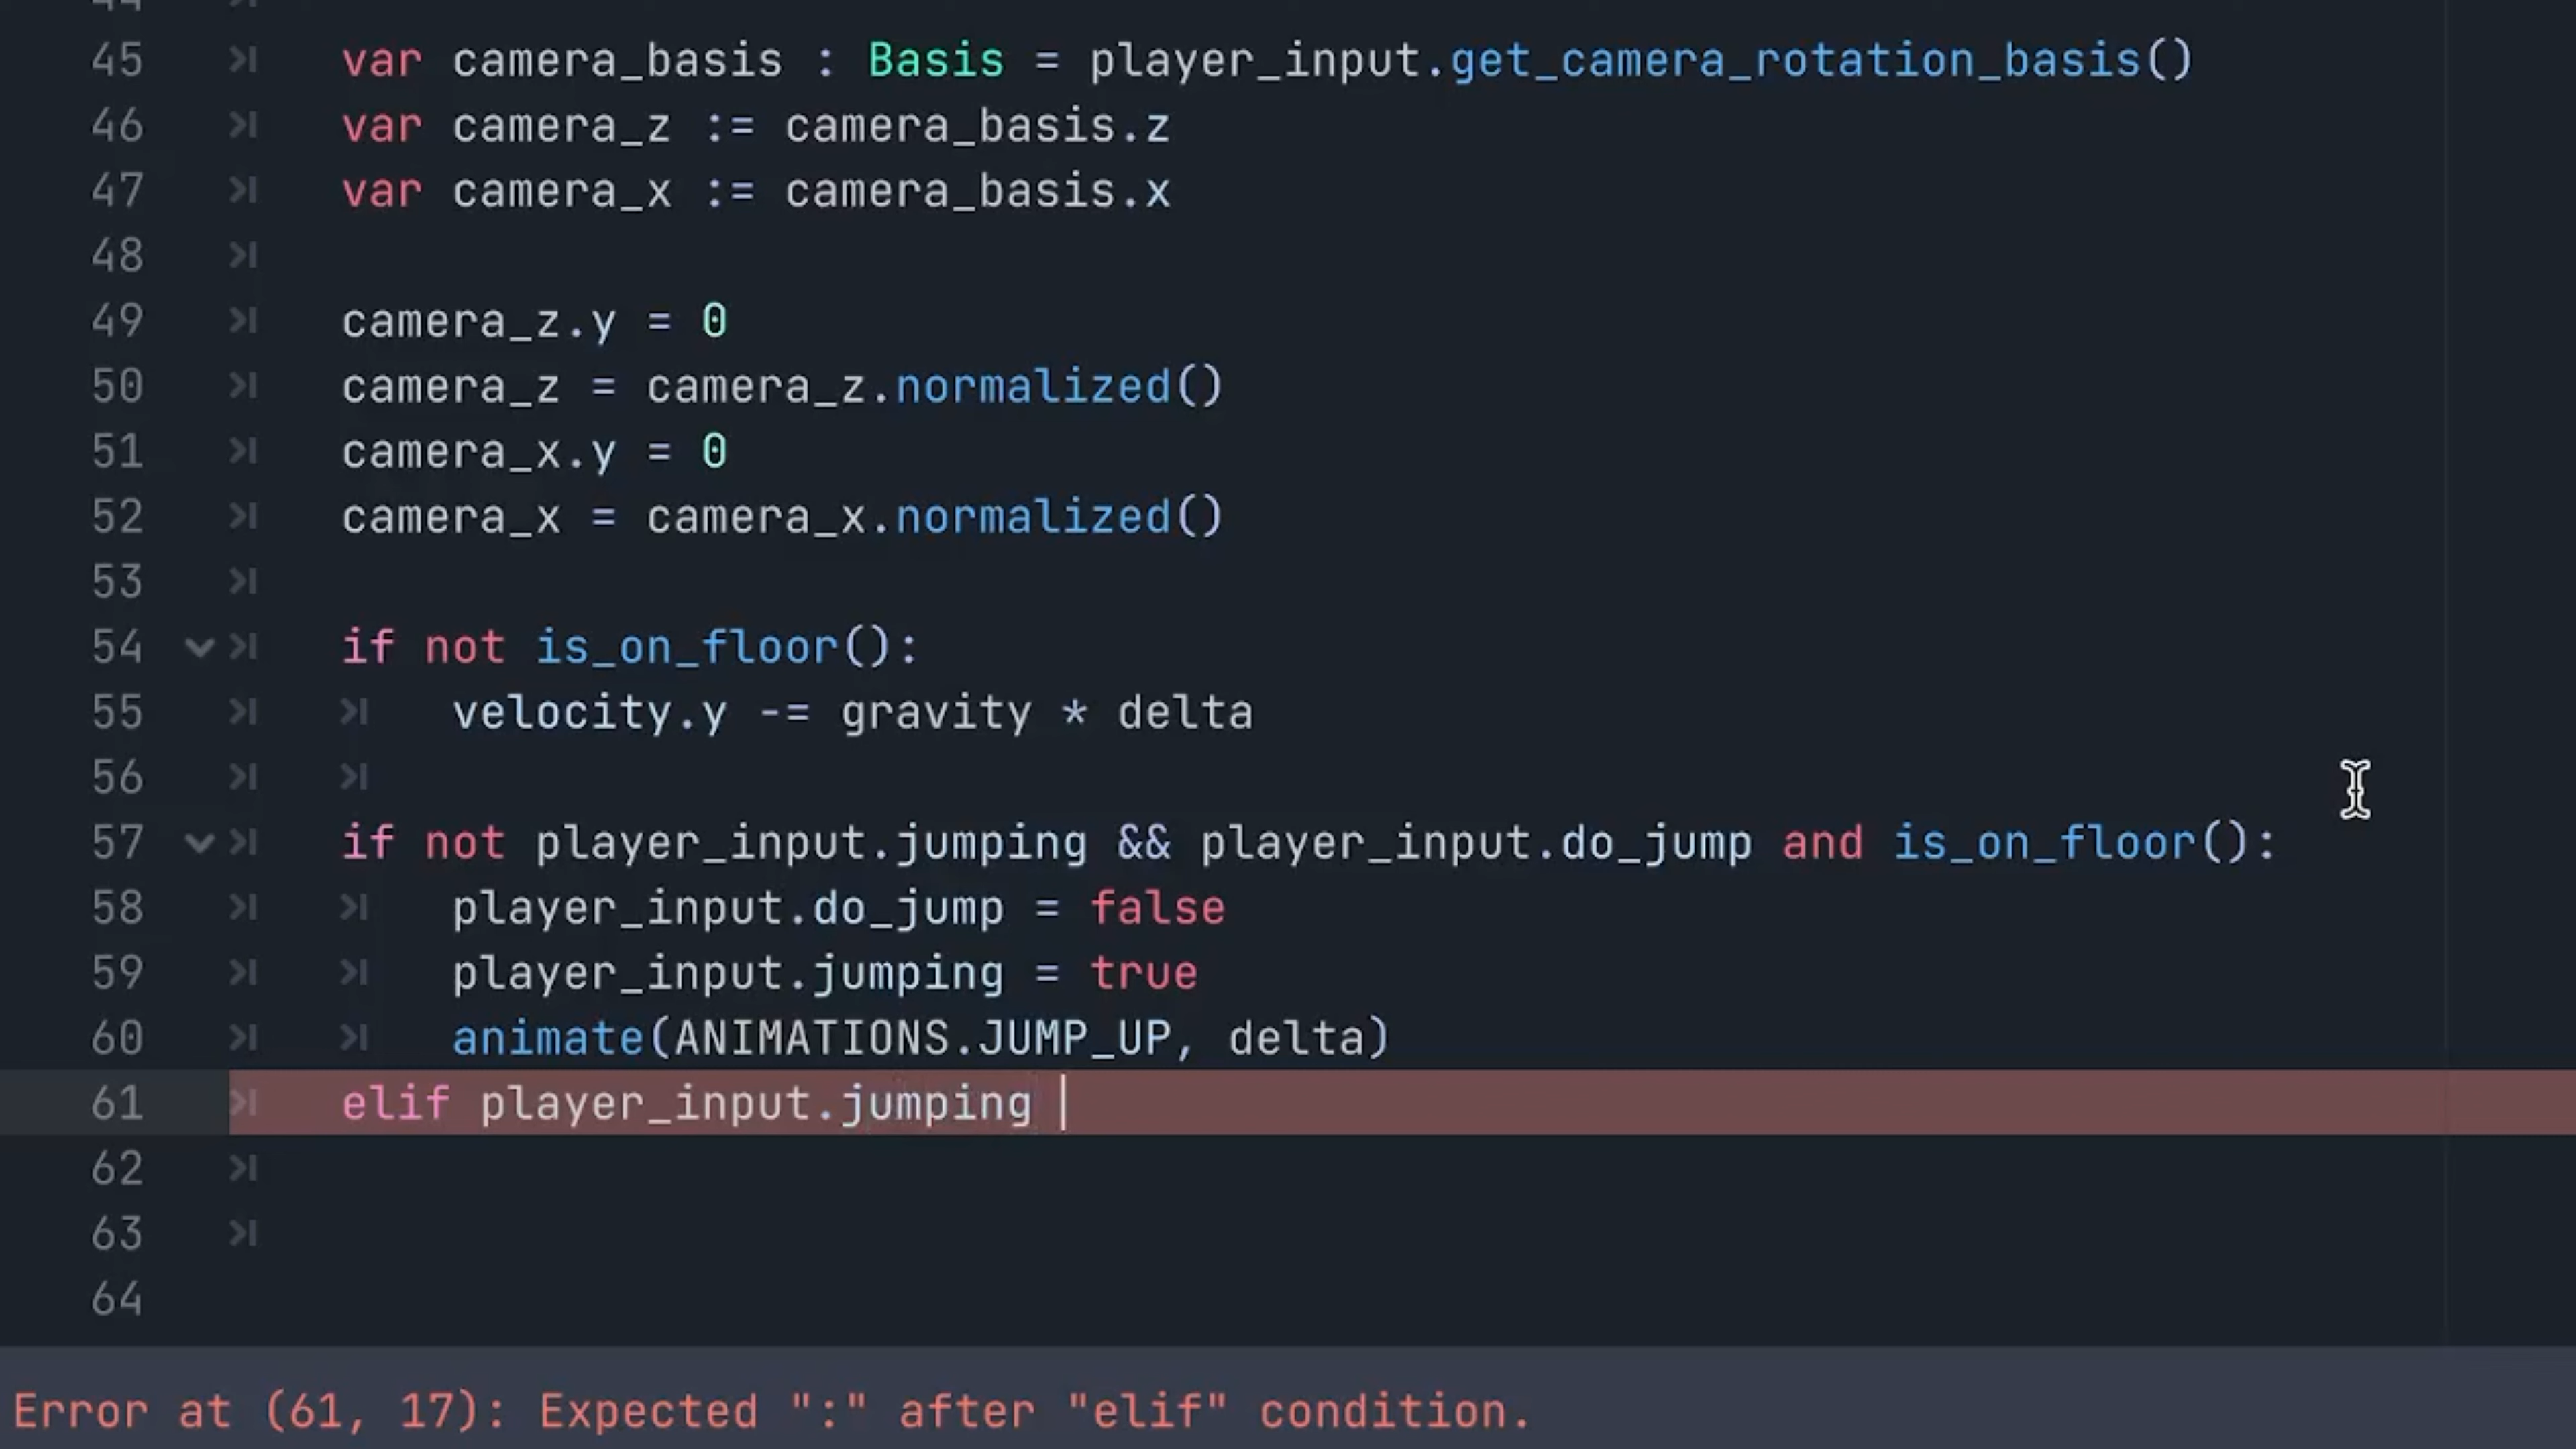 45 var camera_basis : Basis = player_input.get_camera_rotation_basis()
46 var camera_z := camera_basis.z
47 var camera_x := camera_basis.x
48
49 camera_z.y = 0
50 camera_z = camera_z.normalized()
51 camera_x.y = 0
52 camera_x = camera_x.normalized()
53
54 if not is_on_floor():
55 velocity.y -= gravity * delta
56
57 if not player_input.jumping && player_input.do_jump and is_on_floor():
58 player_input.do_jump = false
59 player_input.jumping = true
60 animate(ANIMATIONS.JUMP_UP, delta)
61 elif player_input.jumping
62
63
64
Error at (61, 17): Expected ":" after "elif" condition.